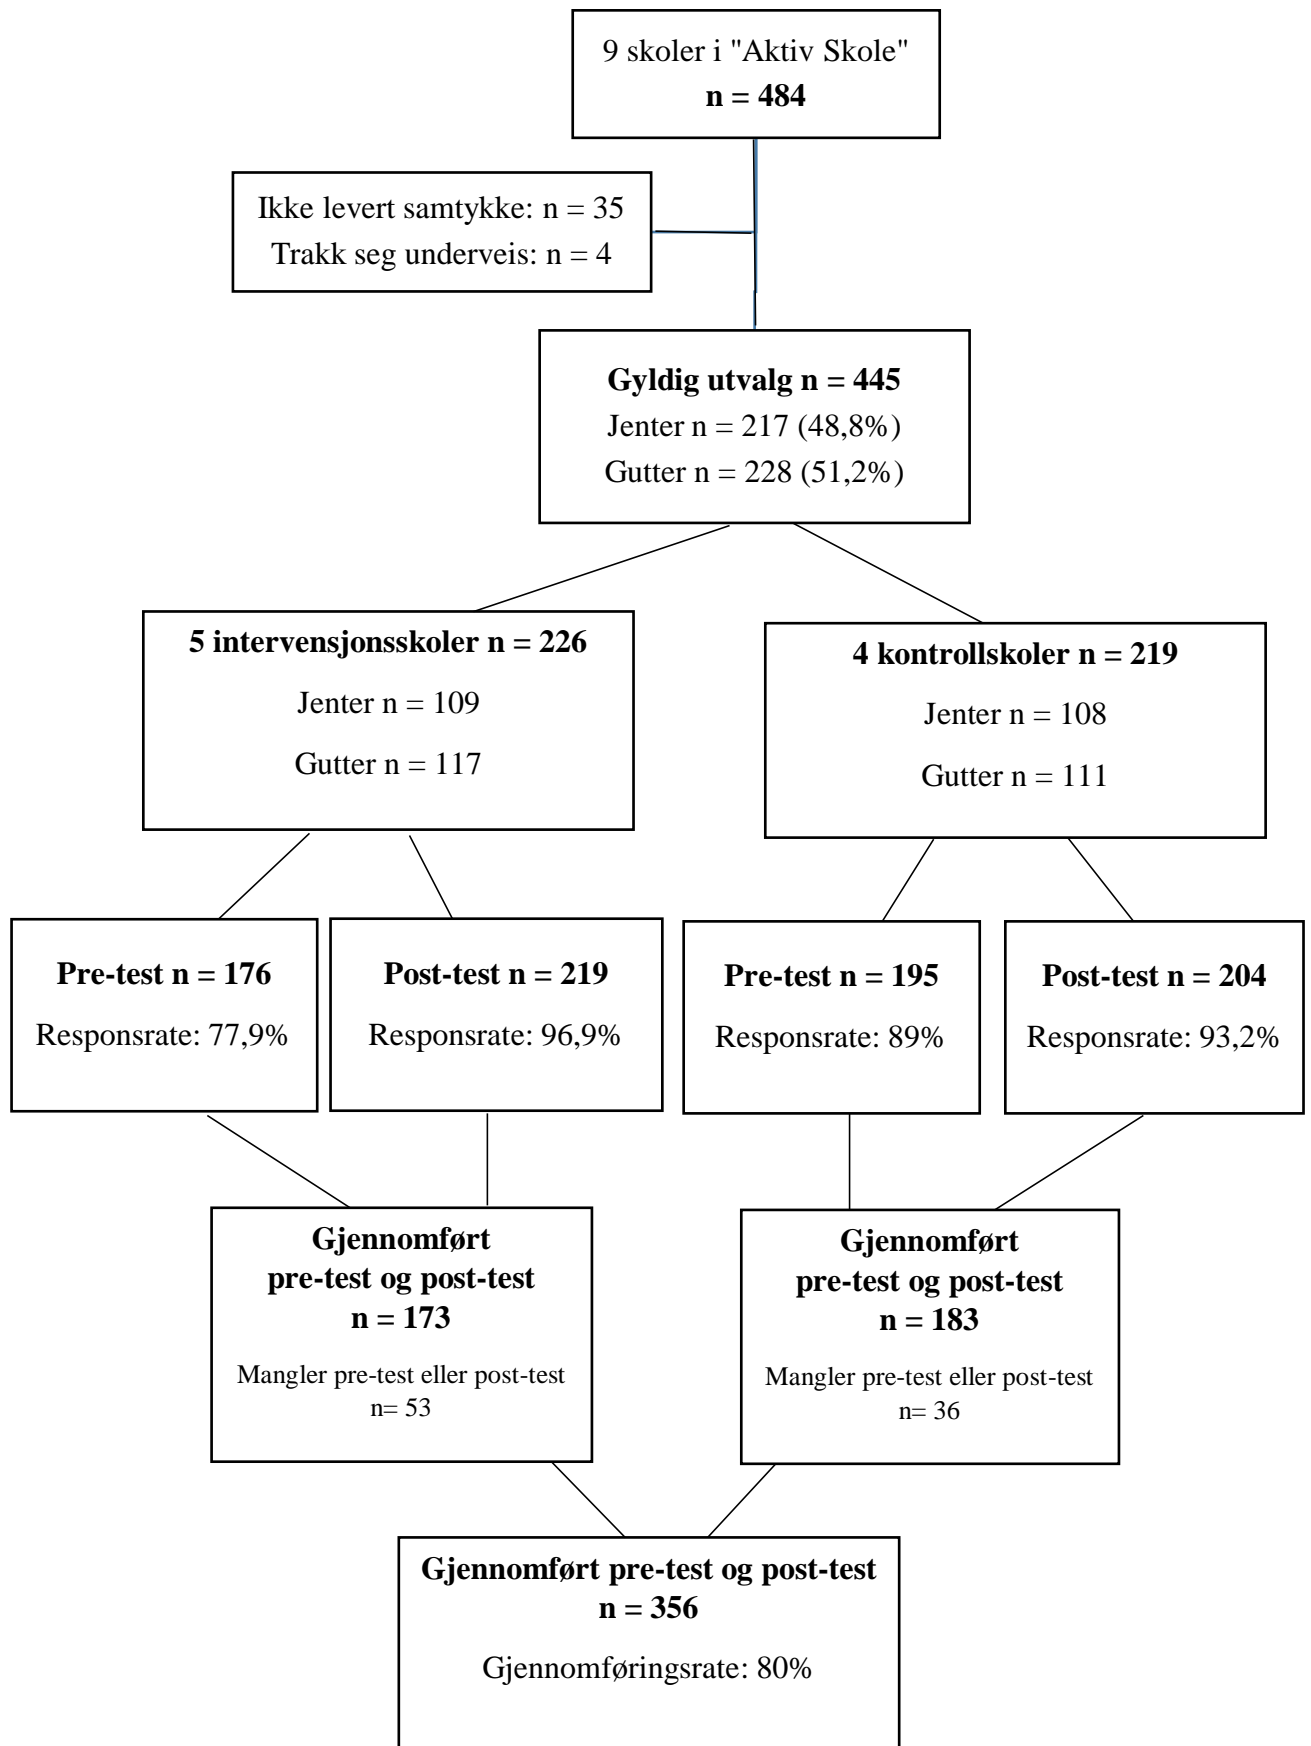 9 skoler i "Aktiv Skole"
n = 484
Ikke levert samtykke: n = 35
Trakk seg underveis: n = 4
Gyldig utvalg n = 445
Jenter n = 217 (48,8%)
Gutter n = 228 (51,2%)
5 intervensjonsskoler n = 226
Jenter n = 109
Gutter n = 117
4 kontrollskoler n = 219
Jenter n = 108
Gutter n = 111
Pre-test n = 176
Responsrate: 77,9%
Post-test n = 219
Responsrate: 96,9%
Pre-test n = 195
Responsrate: 89%
Post-test n = 204
Responsrate: 93,2%
Gjennomført
pre-test og post-test
n = 173
Mangler pre-test eller post-test
n= 53
Gjennomført
pre-test og post-test
n = 183
Mangler pre-test eller post-test
n= 36
Gjennomført pre-test og post-test
n = 356
Gjennomføringsrate: 80%